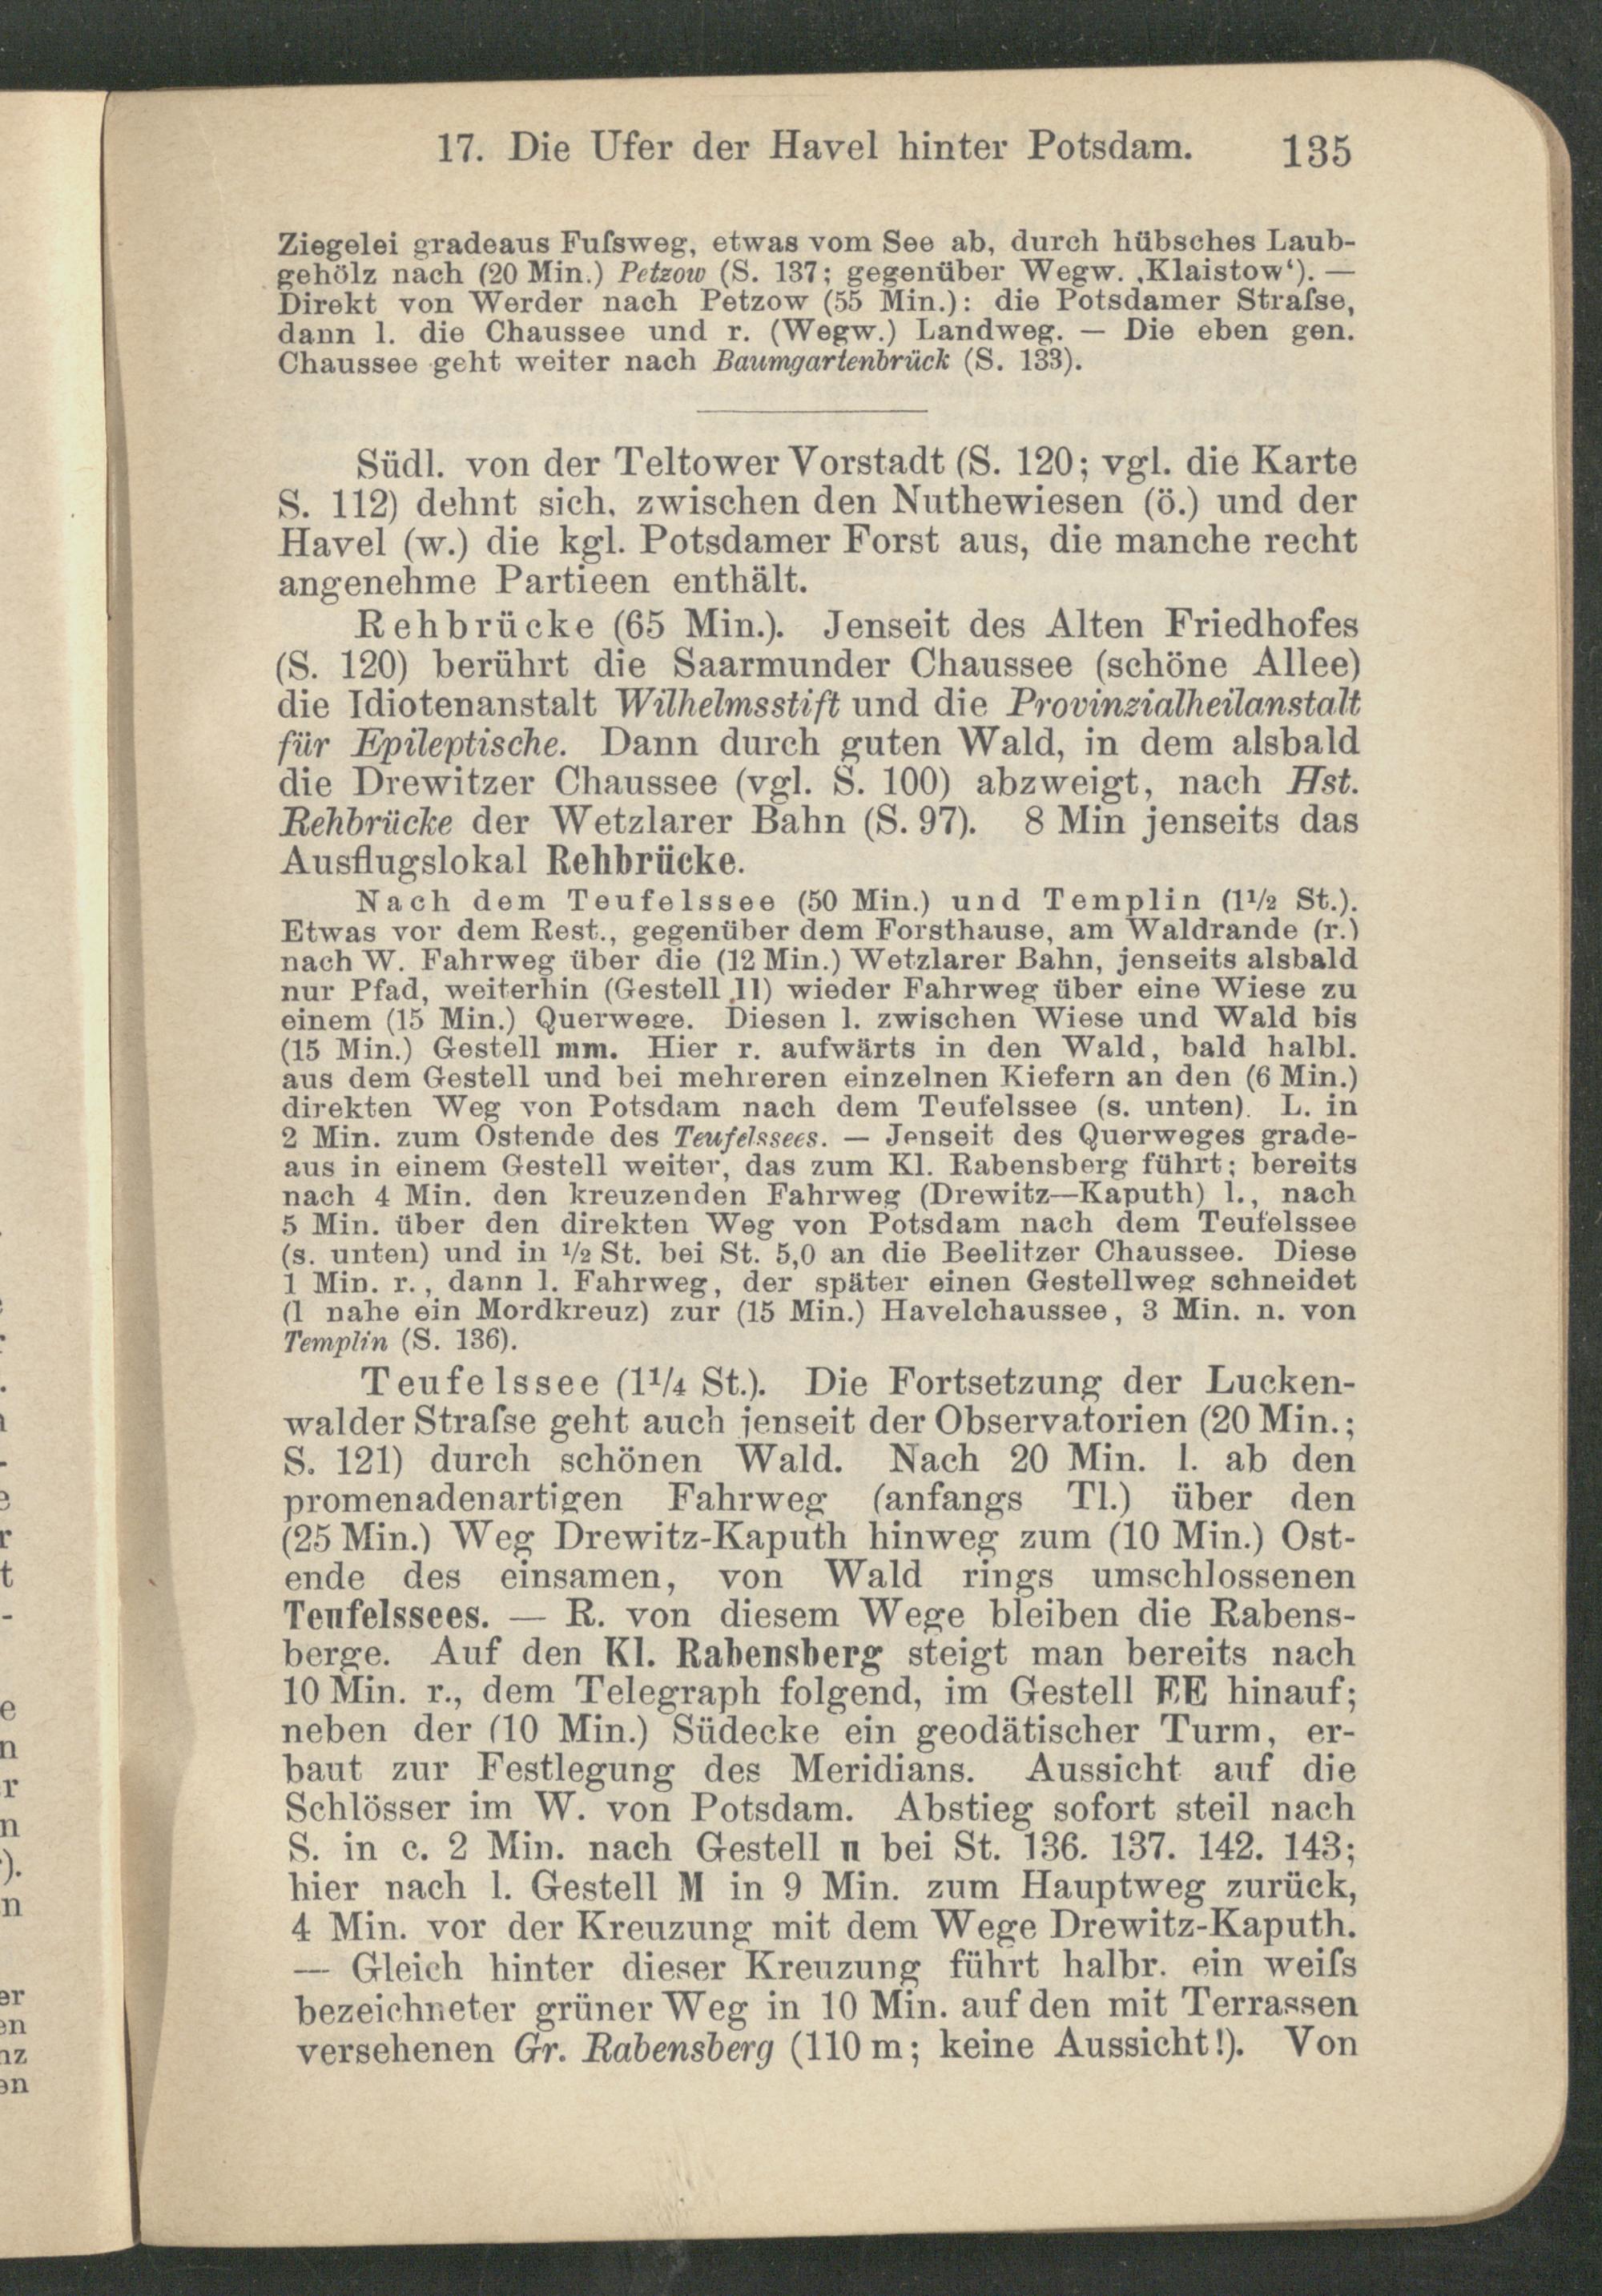 17. Die Ufer der Havel hinter Potsdam. 135
Ziegelei gradeaus Fuſsweg, etwas vom See ab, durch hübsches Laub-
gehölz nach (20 Min.) Petzow (S. 137; gegenüber Wegw. ‚Klaistow‘). —
Direkt von Werder nach Petzow (55 Min.): die Potsdamer Straſse,
dann l. die Chaussee und r. (Wegw.) Landweg. — Die eben gen.
Chaussee geht weiter nach Baumgartenbrück (S. 133).
Südl. von der Teltower Vorstadt (S. 120; vgl. die Karte
S. 112) dehnt sich, zwischen den Nuthewiesen (ö.) und der
Havel (w.) die kgl. Potsdamer Forst aus, die manche recht
angenehme Partieen enthält.
Rehbrücke (65 Min.). Jenseit des Alten Friedhofes
(S. 120) berührt die Saarmunder Chaussee (schöne Allee)
die Idiotenanstalt Wilhelmsstift und die Provinzialheilanstalt
für Epileptische. Dann durch guten Wald, in dem alsbald
die Drewitzer Chaussee (vgl. S. 100) abzweigt, nach Hst.
Rehbrücke der Wetzlarer Bahn (S. 97). 8 Min jenseits das
Ausflugslokal Rehbrücke.
Nach dem Teufelssee (50 Min.) und Templin (1½ St.).
Etwas vor dem Rest., gegenüber dem Forsthause, am Waldrande (r.)
nach W. Fahrweg über die (12 Min.) Wetzlarer Bahn, jenseits alsbald
nur Pfad, weiterhin (Gestell ll) wieder Fahrweg über eine Wiese zu
einem (15 Min.) Querwege. Diesen l. zwischen Wiese und Wald bis
(15 Min.) Gestell mm. Hier r. aufwärts in den Wald, bald halbl.
aus dem Gestell und bei mehreren einzelnen Kiefern an den (6 Min.)
direkten Weg von Potsdam nach dem Teufelssee (s. unten). L. in
2 Min. zum Ostende des Teufelssees. — Jenseit des Querweges grade-
aus in einem Gestell weiter, das zum Kl. Rabensberg führt; bereits
nach 4 Min. den kreuzenden Fahrweg (Drewitz—Kaputh) l., nach
5 Min. über den direkten Weg von Potsdam nach dem Teufelssee
(s. unten) und in ½ St. bei St. 5,0 an die Beelitzer Chaussee. Diese
1 Min. r., dann l. Fahrweg, der später einen Gestellweg schneidet
(l nahe ein Mordkreuz) zur (15 Min.) Havelchaussee, 3 Min. n. von
Templin (S. 136).
Teufelssee (1¼ St.). Die Fortsetzung der Lucken-
walder Straſse geht auch jenseit der Observatorien (20 Min.;
S. 121) durch schönen Wald. Nach 20 Min. l. ab den
promenadenartigen Fahrweg (anfangs Tl.) über den
(25 Min.) Weg Drewitz-Kaputh hinweg zum (10 Min.) Ost-
ende des einsamen, von Wald rings umschlossenen
Teufelssees. — R. von diesem Wege bleiben die Rabens-
berge. Auf den Kl. Rabensberg steigt man bereits nach
10 Min. r., dem Telegraph folgend, im Gestell EE hinauf;
neben der (10 Min.) Südecke ein geodätischer Turm, er-
baut zur Festlegung des Meridians. Aussicht auf die
Schlösser im W. von Potsdam. Abstieg sofort steil nach
S. in c. 2 Min. nach Gestell n bei St. 136. 137. 142. 143;
hier nach l. Gestell M in 9 Min. zum Hauptweg zurück,
4 Min. vor der Kreuzung mit dem Wege Drewitz-Kaputh.
— Gleich hinter dieser Kreuzung führt halbr. ein weiſs
bezeichneter grüner Weg in 10 Min. auf den mit Terrassen
versehenen Gr. Rabensberg (110 m; keine Aussicht!). Von